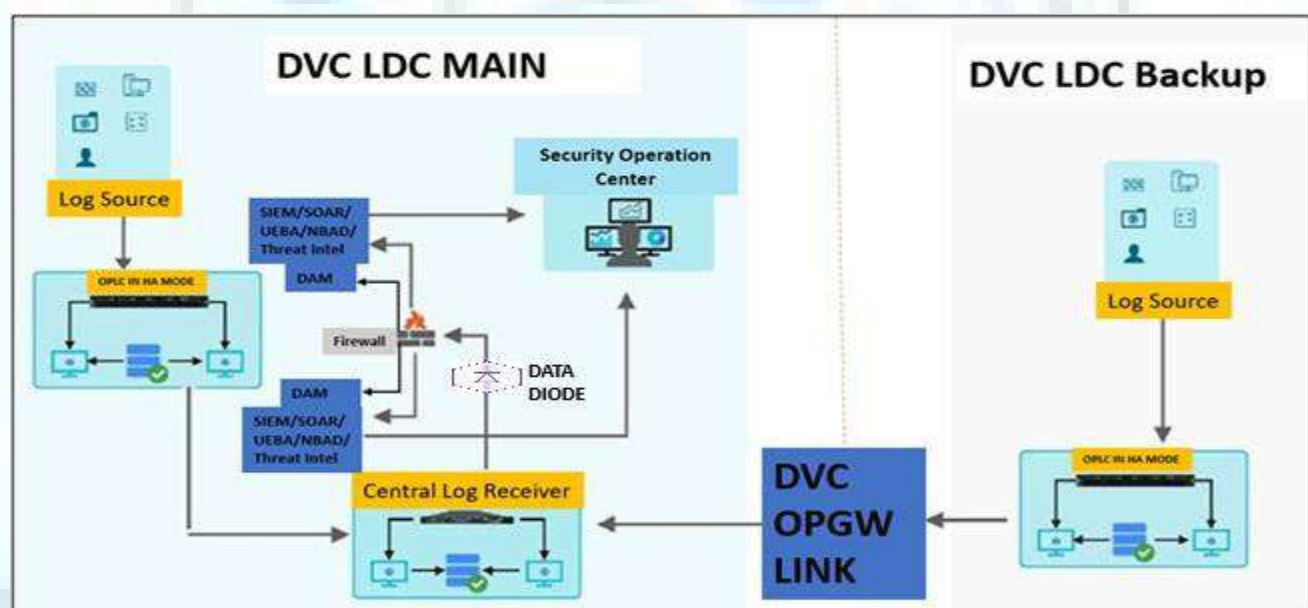 DVC LDC MAIN
DVC LDC Backup
Log Source
OPLC IN HA MODE
SIEM/SOAR/
UEBA/NBAD/
Threat Intel
DAM
Security Operation
Center
Firewall
DATA
DIODE
DAM
SIEM/SOAR/
UEBA/NBAD/
Threat Intel
Central Log Receiver
DVC
OPGW
LINK
Log Source
OPLC IN HA MODE